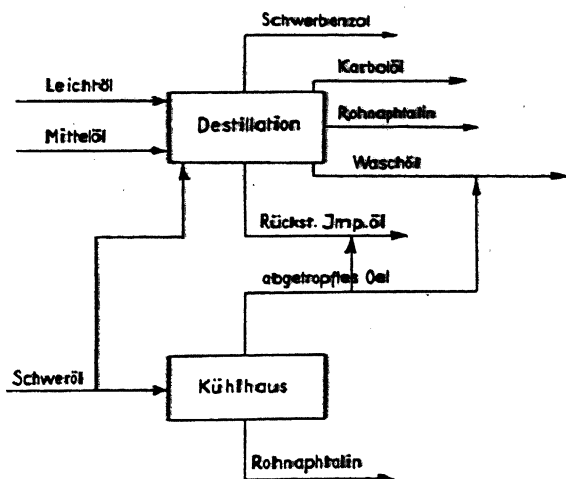 Schwerbenzol
Karbolöl
Leichtöl
Destillation
Rohnaphtalin
Mittelöl
Waschöl
Rückst. Jmp.öl
abgetropftes Oel
Schweröl
Kühlhaus
Rohnaphtalin